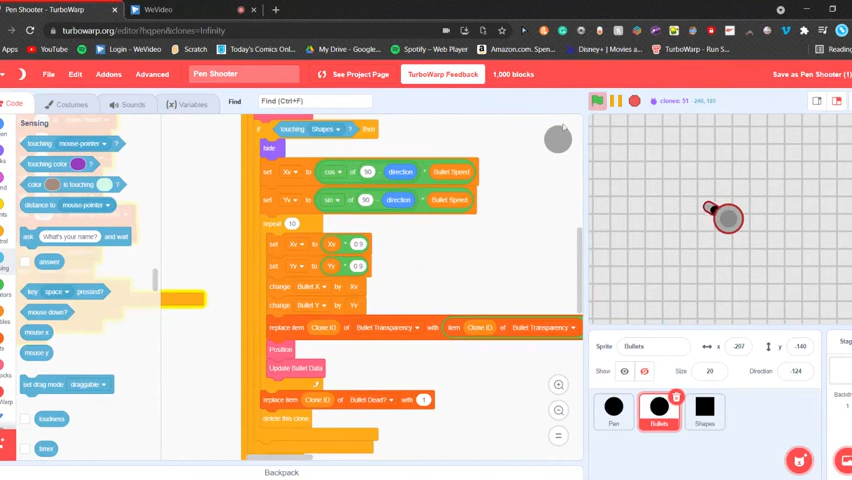 Pen Shooter - TurboWarp
WeVideo
turbowarp.org/editor?hqpen&clones=Infinity
Apps
YouTube
Login - WeVideo
Scratch
Today's Comics Onl...
My Drive - Google...
Spotify – Web Player
Amazon.com. Spen...
Disney+ | Movies a...
TurboWarp - Run S...
Reading
File
Edit
Addons
Advanced
Pen Shooter
See Project Page
TurboWarp Feedback
1,000 blocks
Save as Pen Shooter (1)
Code
Costumes
Sounds
Variables
Find
Find (Ctrl+F)
clones: 51
-240, 180
Sensing
touching mouse-pointer ?
touching color ?
color is touching ?
distance to mouse-pointer
ask What's your name? and wait
answer
key space pressed?
mouse down?
mouse x
mouse y
set drag mode draggable
loudness
timer
if touching Shapes ? then
hide
set Xv to cos of 90 - direction * Bullet Speed
set Yv to sin of 90 - direction * Bullet Speed
repeat 10
set Xv to Xv * 0.9
set Yv to Yv * 0.9
change Bullet X by Xv
change Bullet Y by Yv
replace item Clone ID of Bullet Transparency with item Clone ID of Bullet Transparency
Position
Update Bullet Data
replace item Clone ID of Bullet Dead? with 1
delete this clone
Sprite
Bullets
x
-207
y
-140
Show
Size
20
Direction
-124
Pen
Bullets
Shapes
Stag
Backdrop
1
Backpack